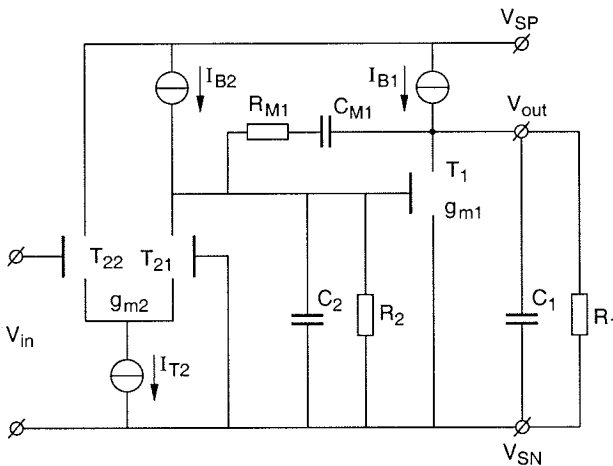 V_SP
I_B2
I_B1
R_M1
C_M1
V_out
T_1
g_m1
T_22
T_21
g_m2
C_2
R_2
C_1
V_in
I_T2
V_SN